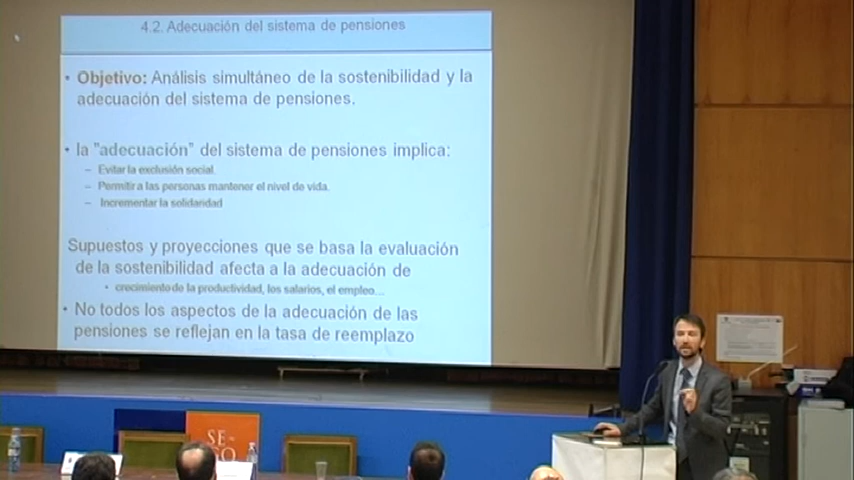 4.2. Adecuación del sistema de pensiones
• Objetivo: Análisis simultáneo de la sostenibilidad y la
adecuación del sistema de pensiones.
• la "adecuación" del sistema de pensiones implica:
– Evitar la exclusión social.
– Permitir a las personas mantener el nivel de vida.
– Incrementar la solidaridad
Supuestos y proyecciones que se basa la evaluación
de la sostenibilidad afecta a la adecuación de
• crecimiento de la productividad, los salarios, el empleo...
• No todos los aspectos de la adecuación de las
pensiones se reflejan en la tasa de reemplazo
SE